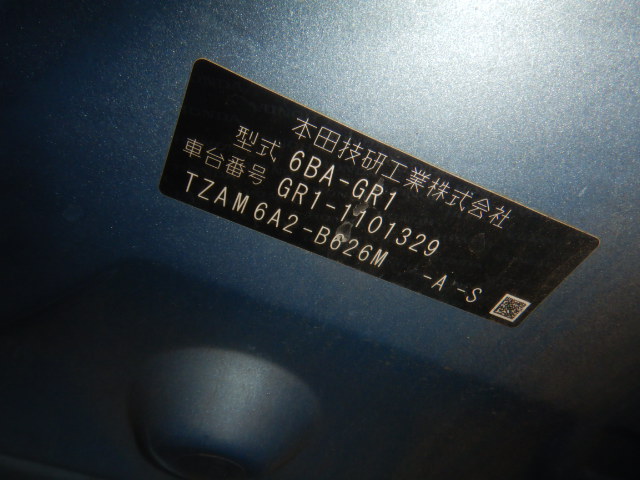 本田技研工業株式会社
型式 6BA-GR1
車台番号 GR1-1101329
TZAM6A2-B626M -A -S